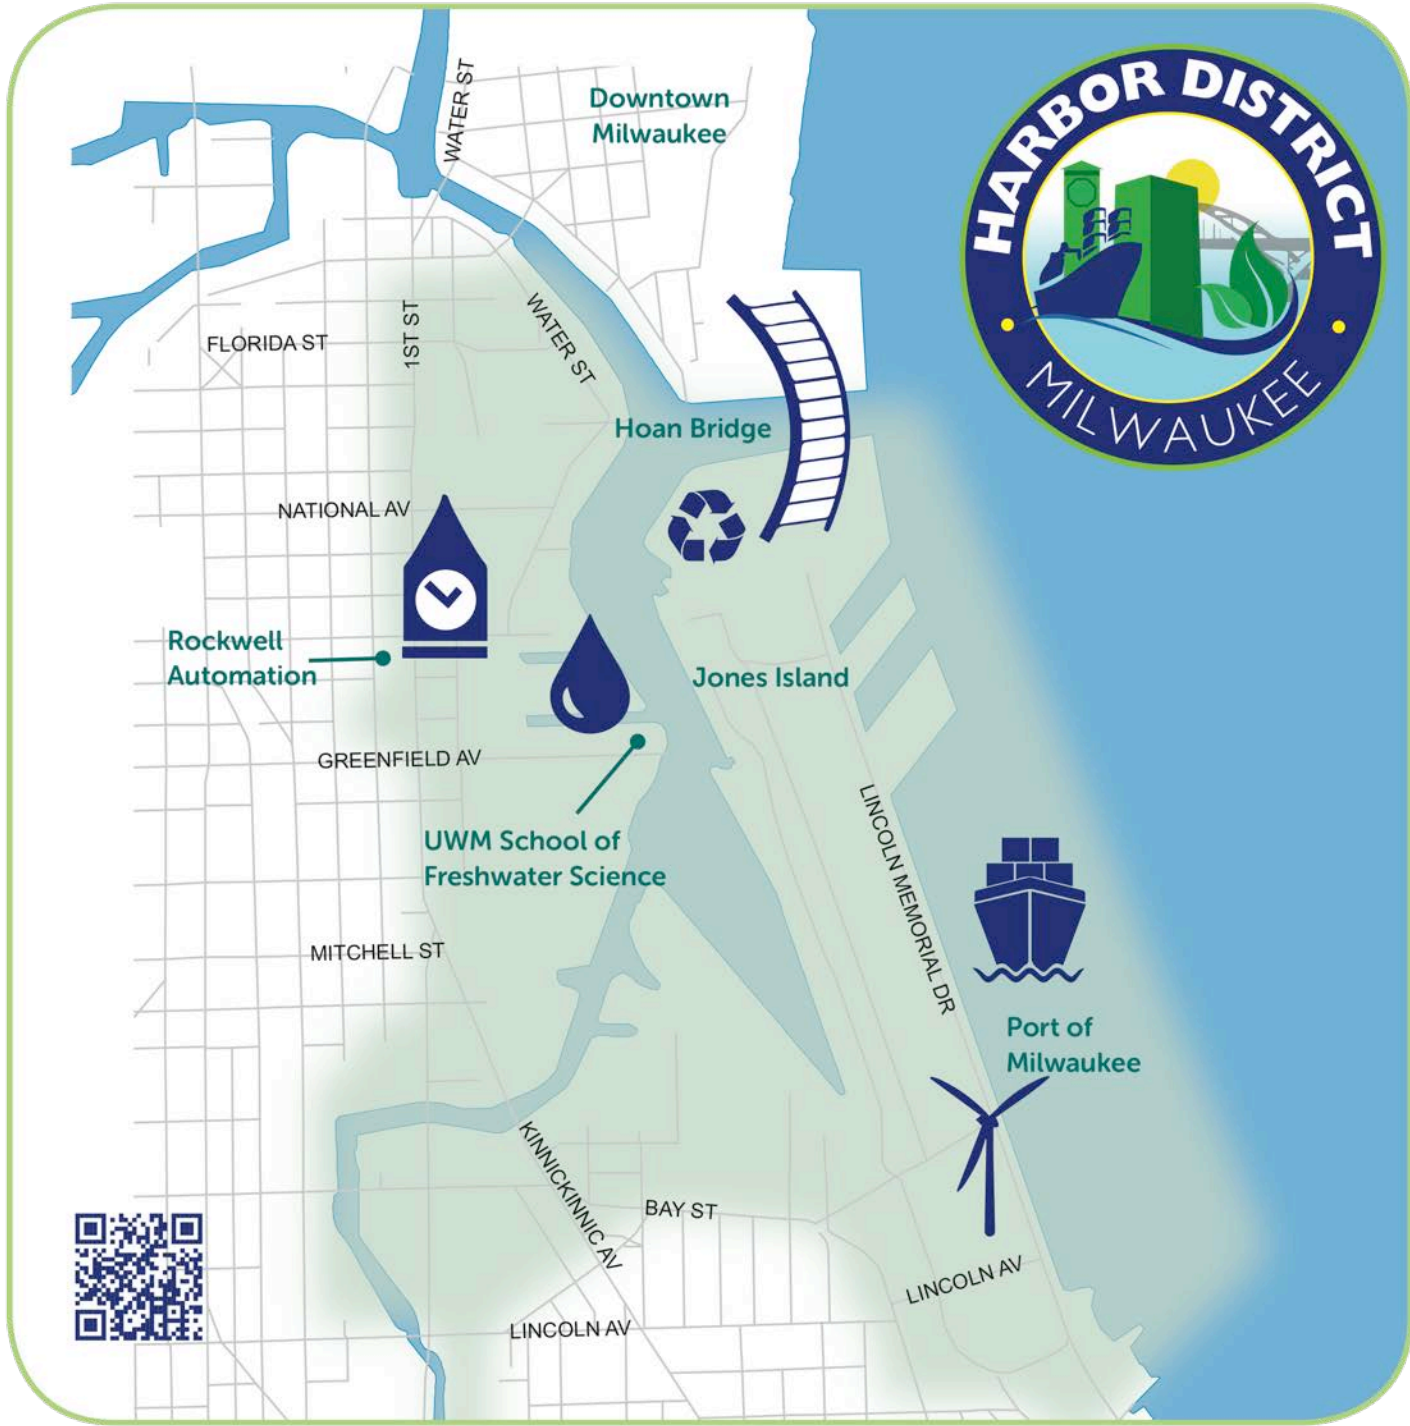 WATER ST
Downtown
Milwaukee
HARBOR DISTRICT
MILWAUKEE
FLORIDA ST
1ST ST
WATER ST
Hoan Bridge
NATIONAL AV
Rockwell
Automation
Jones Island
GREENFIELD AV
UWM School of
Freshwater Science
LINCOLN MEMORIAL DR
MITCHELL ST
Port of
Milwaukee
KINNICKINNIC AV
BAY ST
LINCOLN AV
LINCOLN AV